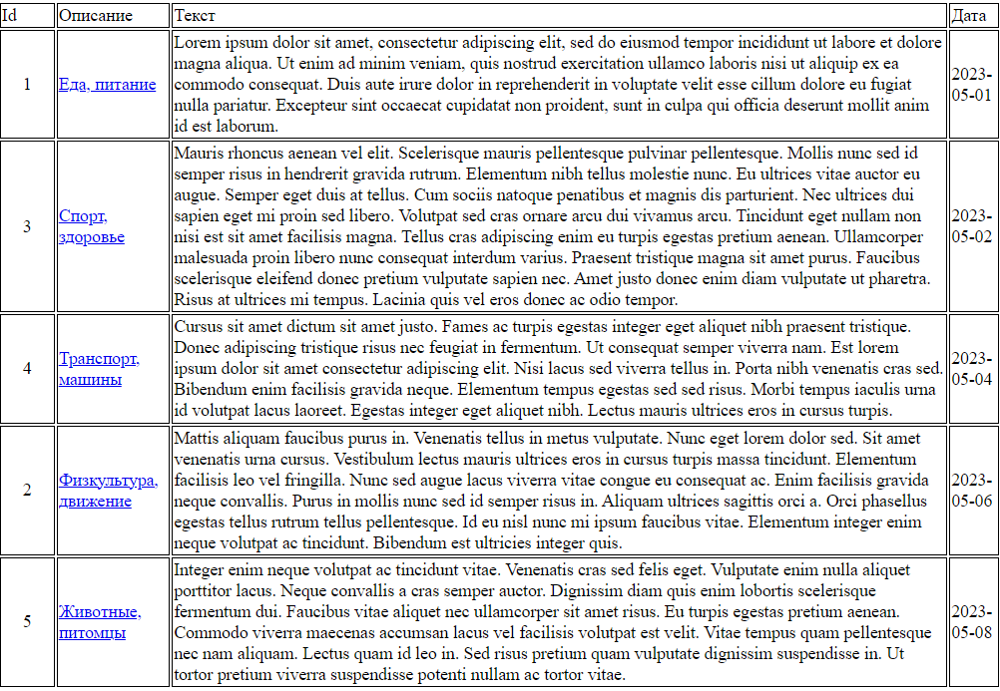 Id Описание Текст Дата
1
Еда, питание
Lorem ipsum dolor sit amet, consectetur adipiscing elit, sed do eiusmod tempor incididunt ut labore et dolore
magna aliqua. Ut enim ad minim veniam, quis nostrud exercitation ullamco laboris nisi ut aliquip ex ea
commodo consequat. Duis aute irure dolor in reprehenderit in voluptate velit esse cillum dolore eu fugiat
nulla pariatur. Excepteur sint occaecat cupidatat non proident, sunt in culpa qui officia deserunt mollit anim
id est laborum.
2023-
05-01
3
Спорт,
здоровье
Mauris rhoncus aenean vel elit. Scelerisque mauris pellentesque pulvinar pellentesque. Mollis nunc sed id
semper risus in hendrerit gravida rutrum. Elementum nibh tellus molestie nunc. Eu ultrices vitae auctor eu
augue. Semper eget duis at tellus. Cum sociis natoque penatibus et magnis dis parturient. Nec ultrices dui
sapien eget mi proin sed libero. Volutpat sed cras ornare arcu dui vivamus arcu. Tincidunt eget nullam non
nisi est sit amet facilisis magna. Tellus cras adipiscing enim eu turpis egestas pretium aenean. Ullamcorper
malesuada proin libero nunc consequat interdum varius. Praesent tristique magna sit amet purus. Faucibus
scelerisque eleifend donec pretium vulputate sapien nec. Amet justo donec enim diam vulputate ut pharetra.
Risus at ultrices mi tempus. Lacinia quis vel eros donec ac odio tempor.
2023-
05-02
4
Транспорт,
машины
Cursus sit amet dictum sit amet justo. Fames ac turpis egestas integer eget aliquet nibh praesent tristique.
Donec adipiscing tristique risus nec feugiat in fermentum. Ut consequat semper viverra nam. Est lorem
ipsum dolor sit amet consectetur adipiscing elit. Nisi lacus sed viverra tellus in. Porta nibh venenatis cras sed.
Bibendum enim facilisis gravida neque. Elementum tempus egestas sed sed risus. Morbi tempus iaculis urna
id volutpat lacus laoreet. Egestas integer eget aliquet nibh. Lectus mauris ultrices eros in cursus turpis.
2023-
05-04
2
Физкультура,
движение
Mattis aliquam faucibus purus in. Venenatis tellus in metus vulputate. Nunc eget lorem dolor sed. Sit amet
venenatis urna cursus. Vestibulum lectus mauris ultrices eros in cursus turpis massa tincidunt. Elementum
facilisis leo vel fringilla. Nunc sed augue lacus viverra vitae congue eu consequat ac. Enim facilisis gravida
neque convallis. Purus in mollis nunc sed id semper risus in. Aliquam ultrices sagittis orci a. Orci phasellus
egestas tellus rutrum tellus pellentesque. Id eu nisl nunc mi ipsum faucibus vitae. Elementum integer enim
neque volutpat ac tincidunt. Bibendum est ultricies integer quis.
2023-
05-06
5
Животные,
питомцы
Integer enim neque volutpat ac tincidunt vitae. Venenatis cras sed felis eget. Vulputate enim nulla aliquet
porttitor lacus. Neque convallis a cras semper auctor. Dignissim diam quis enim lobortis scelerisque
fermentum dui. Faucibus vitae aliquet nec ullamcorper sit amet risus. Eu turpis egestas pretium aenean.
Commodo viverra maecenas accumsan lacus vel facilisis volutpat est velit. Vitae tempus quam pellentesque
nec nam aliquam. Lectus quam id leo in. Sed risus pretium quam vulputate dignissim suspendisse in. Ut
tortor pretium viverra suspendisse potenti nullam ac tortor vitae.
2023-
05-08